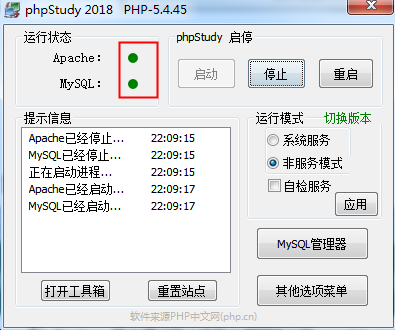 phpStudy 2018   PHP-5.4.45
运行状态
Apache:
MySQL:
phpStudy 启停
启动
停止
重启
提示信息
Apache已经停止... 22:09:15
MySQL已经停止... 22:09:15
正在启动进程... 22:09:15
Apache已经启动... 22:09:17
MySQL已经启动... 22:09:17
运行模式 切换版本
系统服务
非服务模式
自检服务
应用
MySQL管理器
打开工具箱
重置站点
其他选项菜单
软件来源PHP中文网(php.cn)